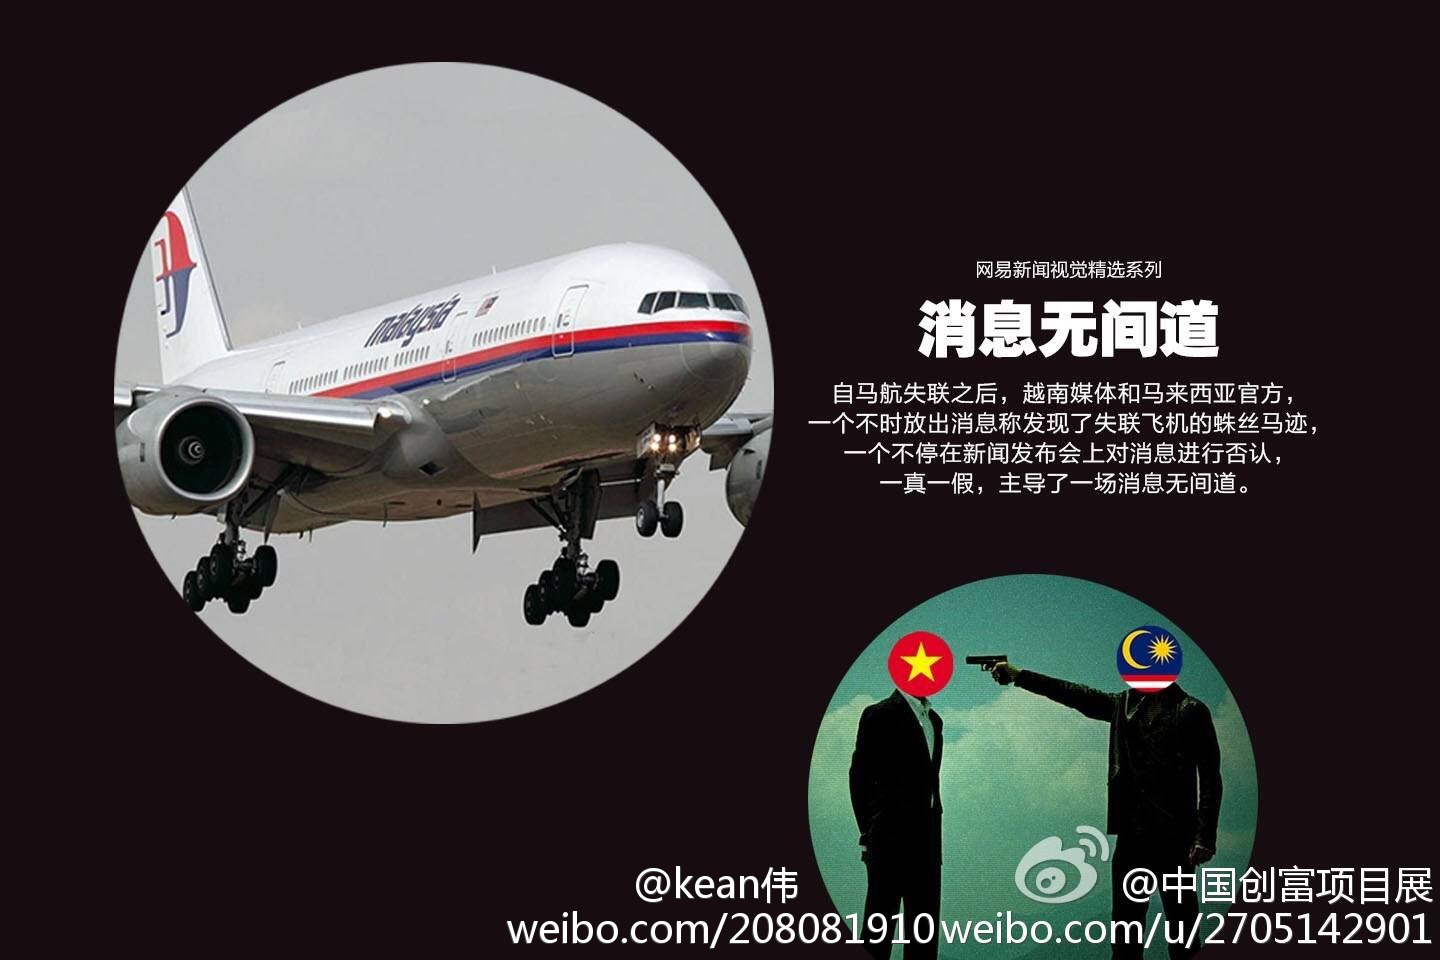 malaysia
网易新闻视觉精选系列
消息无间道
自马航失联之后，越南媒体和马来西亚官方，
一个不时放出消息称发现了失联飞机的蛛丝马迹，
一个不停在新闻发布会上对消息进行否认，
一真一假，主导了一场消息无间道。
@kean伟
weibo.com/208081910
@中国创富项目展
weibo.com/u/2705142901